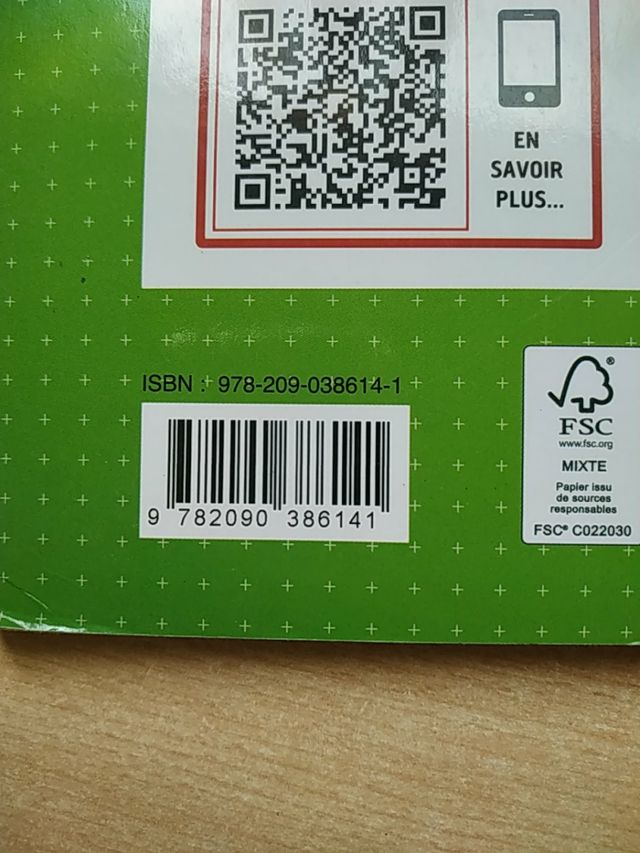 EN
SAVOIR
PLUS...
ISBN : 978-209-038614-1
9 782090 386141
®
FSC
www.fsc.org
MIXTE
Papier issu
de sources
responsables
FSC® C022030